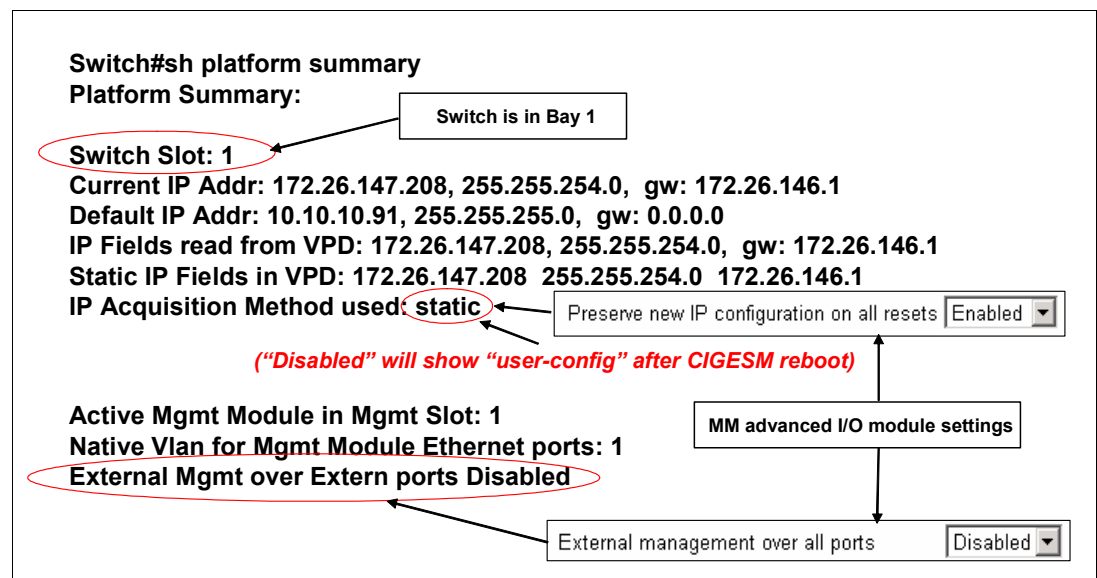 Switch#sh platform summary
Platform Summary:
Switch is in Bay 1
Switch Slot: 1
Current IP Addr: 172.26.147.208, 255.255.254.0, gw: 172.26.146.1
Default IP Addr: 10.10.10.91, 255.255.255.0, gw: 0.0.0.0
IP Fields read from VPD: 172.26.147.208, 255.255.254.0, gw: 172.26.146.1
Static IP Fields in VPD: 172.26.147.208 255.255.254.0 172.26.146.1
IP Acquisition Method used: static
Preserve new IP configuration on all resets Enabled
(“Disabled” will show “user-config” after CIGESM reboot)
Active Mgmt Module in Mgmt Slot: 1
MM advanced I/O module settings
Native Vlan for Mgmt Module Ethernet ports: 1
External Mgmt over Extern ports Disabled
External management over all ports Disabled